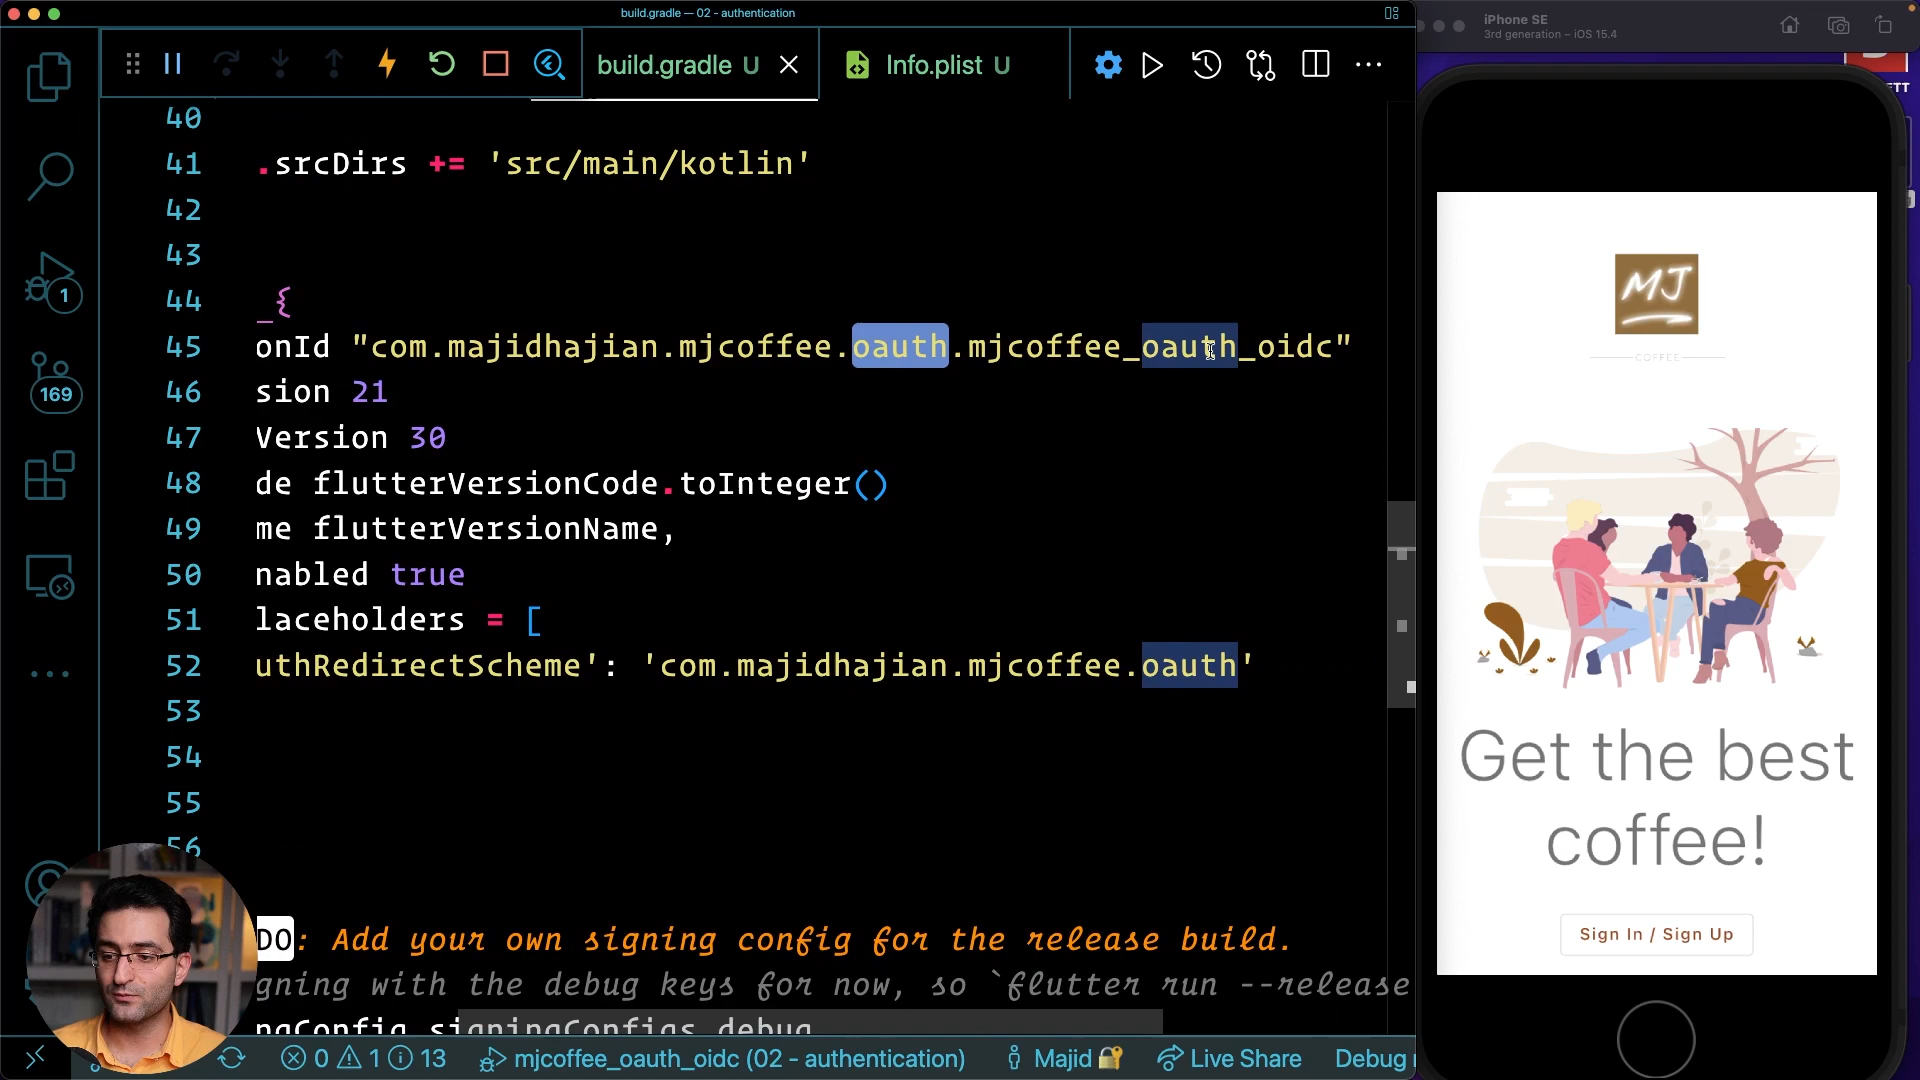 build.gradle — 02 - authentication
build.gradle U
Info.plist U
40
41 .srcDirs += 'src/main/kotlin'
42
43
44 _{
45 onId "com.majidhajian.mjcoffee.oauth.mjcoffee_oauth_oidc"
46 sion 21
47 Version 30
48 de flutterVersionCode.toInteger()
49 me flutterVersionName,
50 nabled true
51 laceholders = [
52 uthRedirectScheme': 'com.majidhajian.mjcoffee.oauth'
53
54
55
56
DO: Add your own signing config for the release build.
gning with the debug keys for now, so `flutter run --release
ngConfig signingConfigs.debug
1
169
0 1 13
mjcoffee_oauth_oidc (02 - authentication)
Majid
Live Share
Debug
iPhone SE
3rd generation – iOS 15.4
ETT
MJ
COFFEE
Get the best
coffee!
Sign In / Sign Up